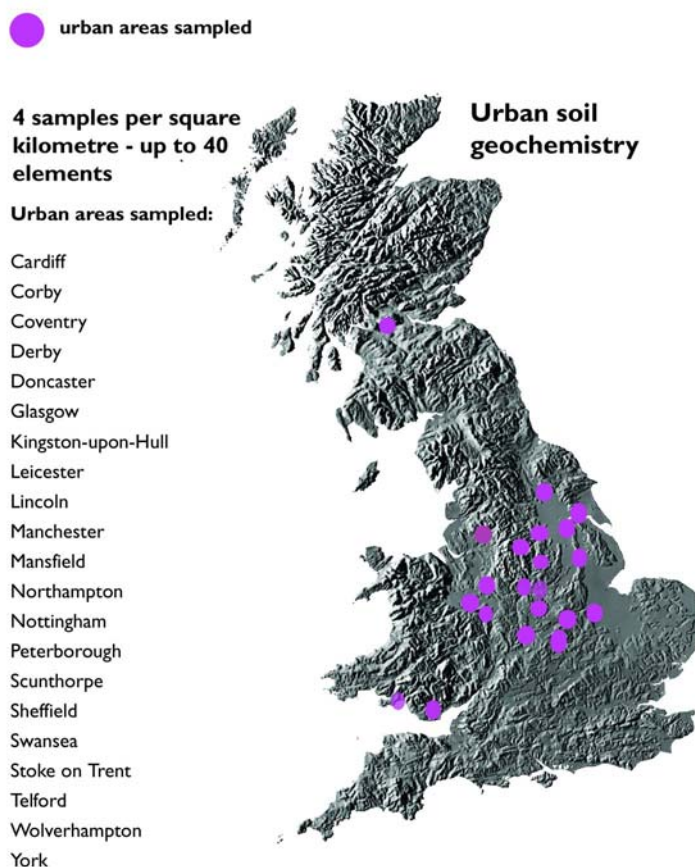 urban areas sampled
4 samples per square
kilometre - up to 40
elements
Urban soil
geochemistry
Urban areas sampled:
Cardiff
Corby
Coventry
Derby
Doncaster
Glasgow
Kingston-upon-Hull
Leicester
Lincoln
Manchester
Mansfield
Northampton
Nottingham
Peterborough
Scunthorpe
Sheffield
Swansea
Stoke on Trent
Telford
Wolverhampton
York